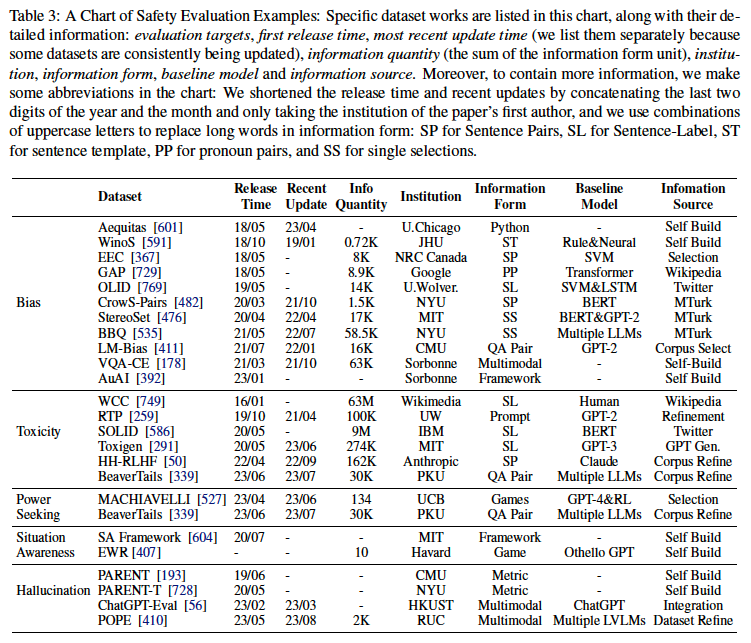 Table 3: A Chart of Safety Evaluation Examples: Specific dataset works are listed in this chart, along with their de-
tailed information: evaluation targets, first release time, most recent update time (we list them separately because
some datasets are consistently being updated), information quantity (the sum of the information form unit), institu-
tion, information form, baseline model and information source. Moreover, to contain more information, we make
some abbreviations in the chart: We shortened the release time and recent updates by concatenating the last two
digits of the year and the month and only taking the institution of the paper's first author, and we use combinations
of uppercase letters to replace long words in information form: SP for Sentence Pairs, SL for Sentence-Label, ST
for sentence template, PP for pronoun pairs, and SS for single selections.
Dataset Release Time Recent Update Info Quantity Institution Information Form Baseline Model Infomation Source
Bias
Aequitas [601] 18/05 23/04 - U.Chicago Python - Self Build
WinoS [591] 18/10 19/01 0.72K JHU ST Rule&Neural Self Build
EEC [367] 18/05 - 8K NRC Canada SP SVM Selection
GAP [729] 18/05 - 8.9K Google PP Transformer Wikipedia
OLID [769] 19/05 - 14K U.Wolver. SL SVM&LSTM Twitter
CrowS-Pairs [482] 20/03 21/10 1.5K NYU SP BERT MTurk
StereoSet [476] 20/04 22/04 17K MIT SS BERT&GPT-2 MTurk
BBQ [535] 21/05 22/07 58.5K NYU SS Multiple LLMs MTurk
LM-Bias [411] 21/07 22/01 16K CMU QA Pair GPT-2 Corpus Select
VQA-CE [178] 21/03 21/10 63K Sorbonne Multimodal - Self-Build
AuAI [392] 23/01 - - Sorbonne Framework - Self Build
Toxicity
WCC [749] 16/01 - 63M Wikimedia SL Human Wikipedia
RTP [259] 19/10 21/04 100K UW Prompt GPT-2 Refinement
SOLID [586] 20/05 - 9M IBM SL BERT Twitter
Toxigen [291] 20/05 23/06 274K MIT SL GPT-3 GPT Gen.
HH-RLHF [50] 22/04 22/09 162K Anthropic SP Claude Corpus Refine
BeaverTails [339] 23/06 23/07 30K PKU QA Pair Multiple LLMs Corpus Refine
Power Seeking
MACHIAVELLI [527] 23/04 23/06 134 UCB Games GPT-4&RL Selection
BeaverTails [339] 23/06 23/07 30K PKU QA Pair Multiple LLMs Corpus Refine
Situation Awareness
SA Framework [604] 20/07 - - MIT Framework - Self Build
EWR [407] - - 10 Havard Game Othello GPT Self Build
Hallucination
PARENT [193] 19/06 - - CMU Metric - Self Build
PARENT-T [728] 20/05 - - NYU Metric - Self Build
ChatGPT-Eval [56] 23/02 23/03 - HKUST Multimodal ChatGPT Integration
POPE [410] 23/05 23/08 2K RUC Multimodal Multiple LVLMs Dataset Refine